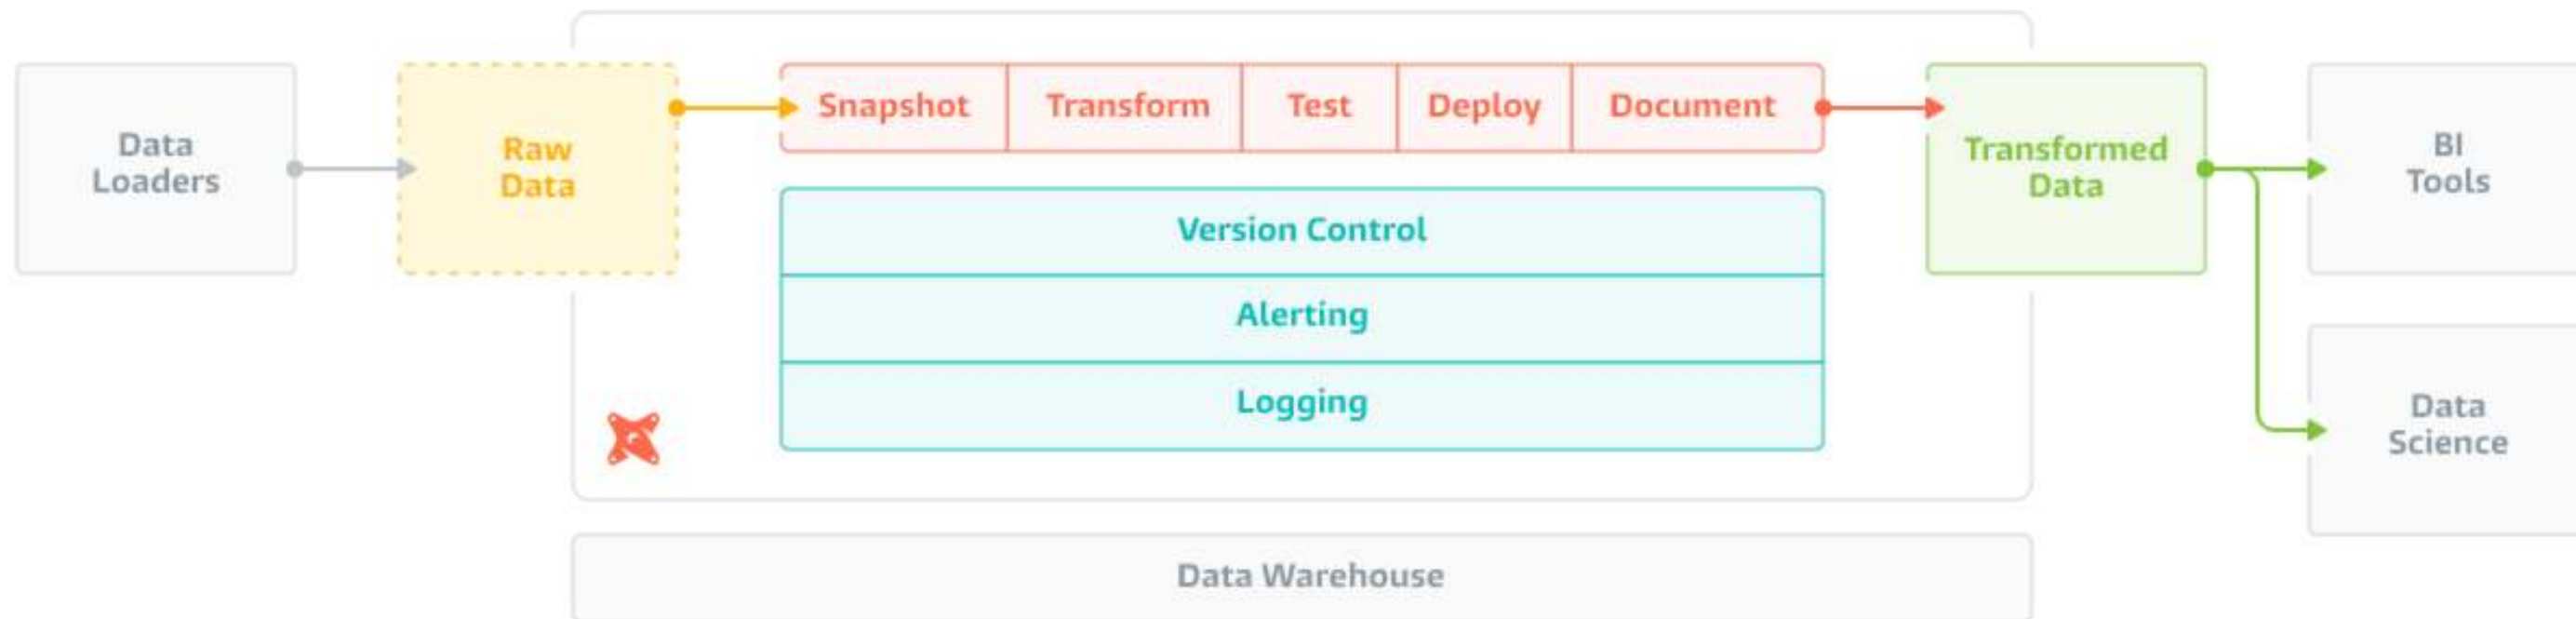 Data
Loaders
Raw
Data
Snapshot
Transform
Test
Deploy
Document
Version Control
Alerting
Logging
Transformed
Data
BI
Tools
Data
Science
Data Warehouse